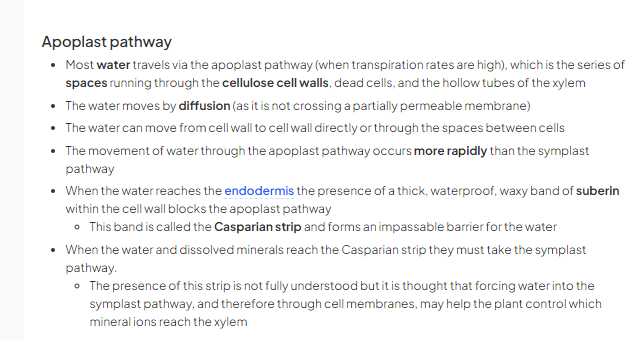 Apoplast pathway
• Most water travels via the apoplast pathway (when transpiration rates are high), which is the series of
spaces running through the cellulose cell walls, dead cells, and the hollow tubes of the xylem
• The water moves by diffusion (as it is not crossing a partially permeable membrane)
• The water can move from cell wall to cell wall directly or through the spaces between cells
• The movement of water through the apoplast pathway occurs more rapidly than the symplast
pathway
• When the water reaches the endodermis the presence of a thick, waterproof, waxy band of suberin
within the cell wall blocks the apoplast pathway
◦ This band is called the Casparian strip and forms an impassable barrier for the water
• When the water and dissolved minerals reach the Casparian strip they must take the symplast
pathway.
◦ The presence of this strip is not fully understood but it is thought that forcing water into the
symplast pathway, and therefore through cell membranes, may help the plant control which
mineral ions reach the xylem